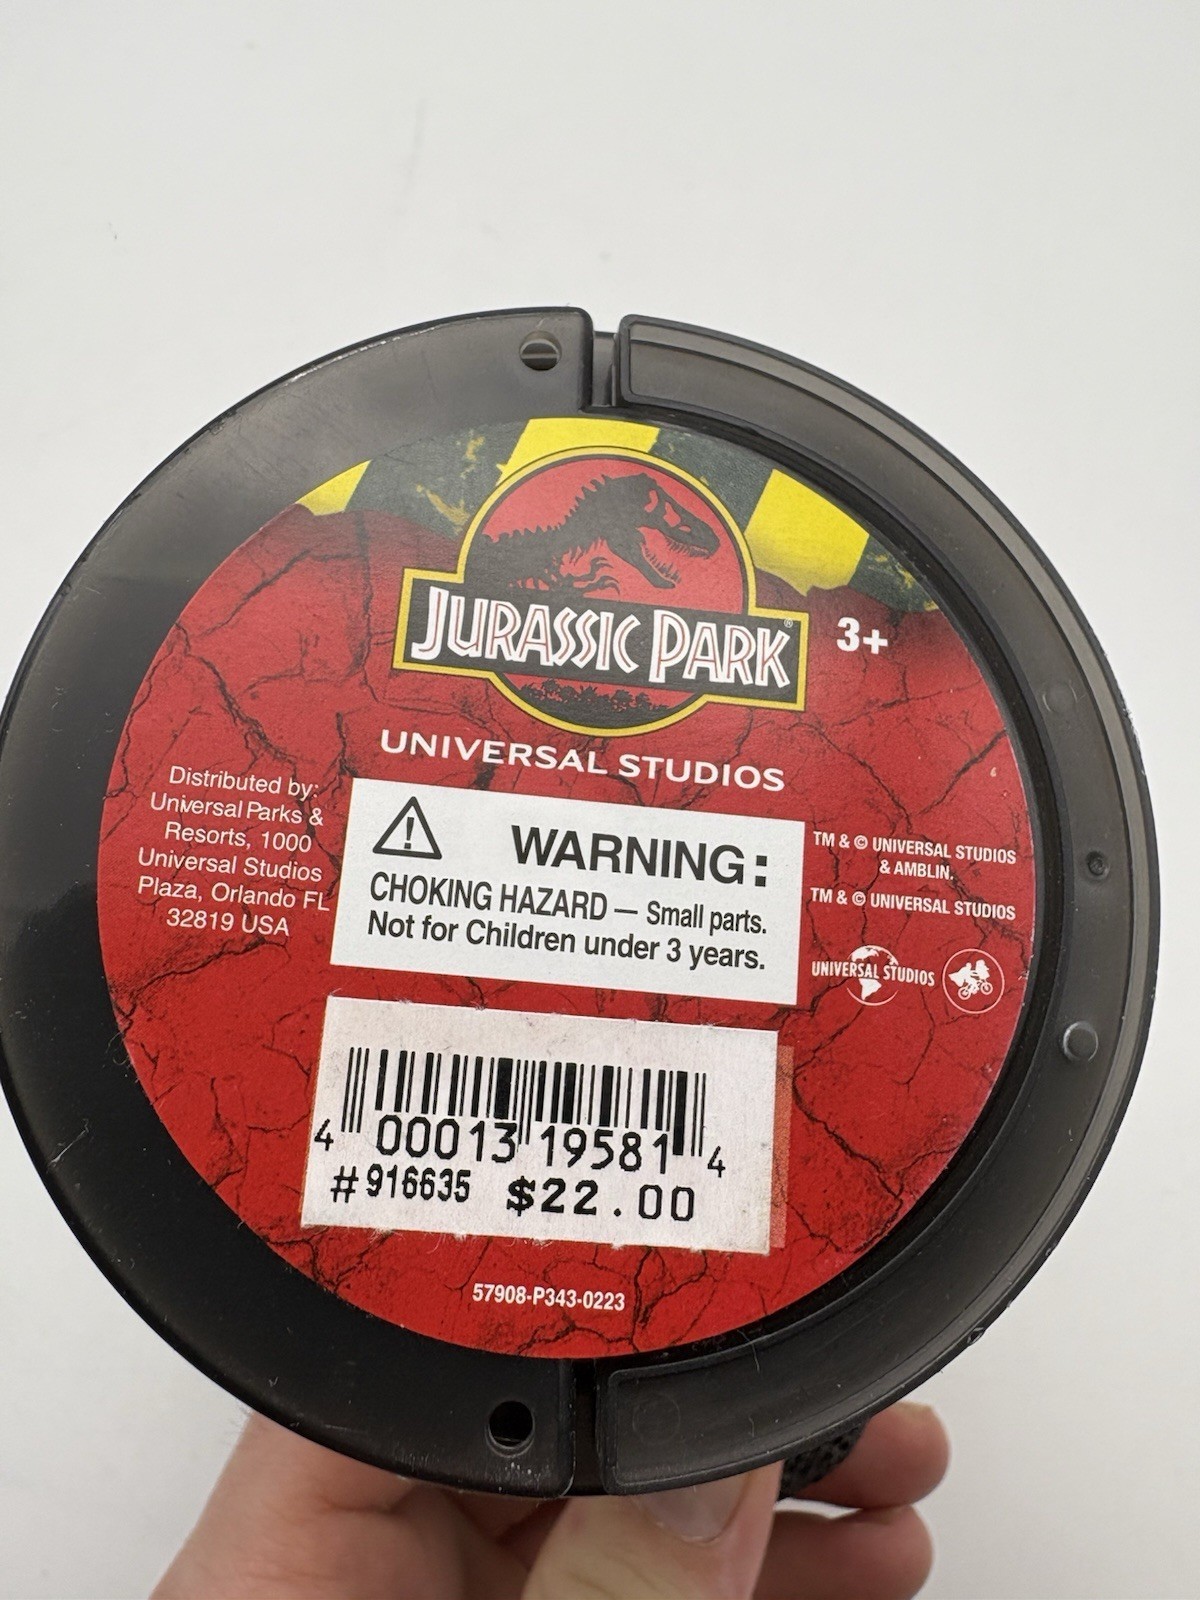 JURASSIC PARK®
3+
UNIVERSAL STUDIOS
Distributed by:
Universal Parks &
Resorts, 1000
Universal Studios
Plaza, Orlando FL
32819 USA
WARNING:
CHOKING HAZARD — Small parts.
Not for Children under 3 years.
TM & © UNIVERSAL STUDIOS
& AMBLIN.
TM & © UNIVERSAL STUDIOS
UNIVERSAL STUDIOS
4 00013 19581 4
#916635 $22.00
57908-P343-0223